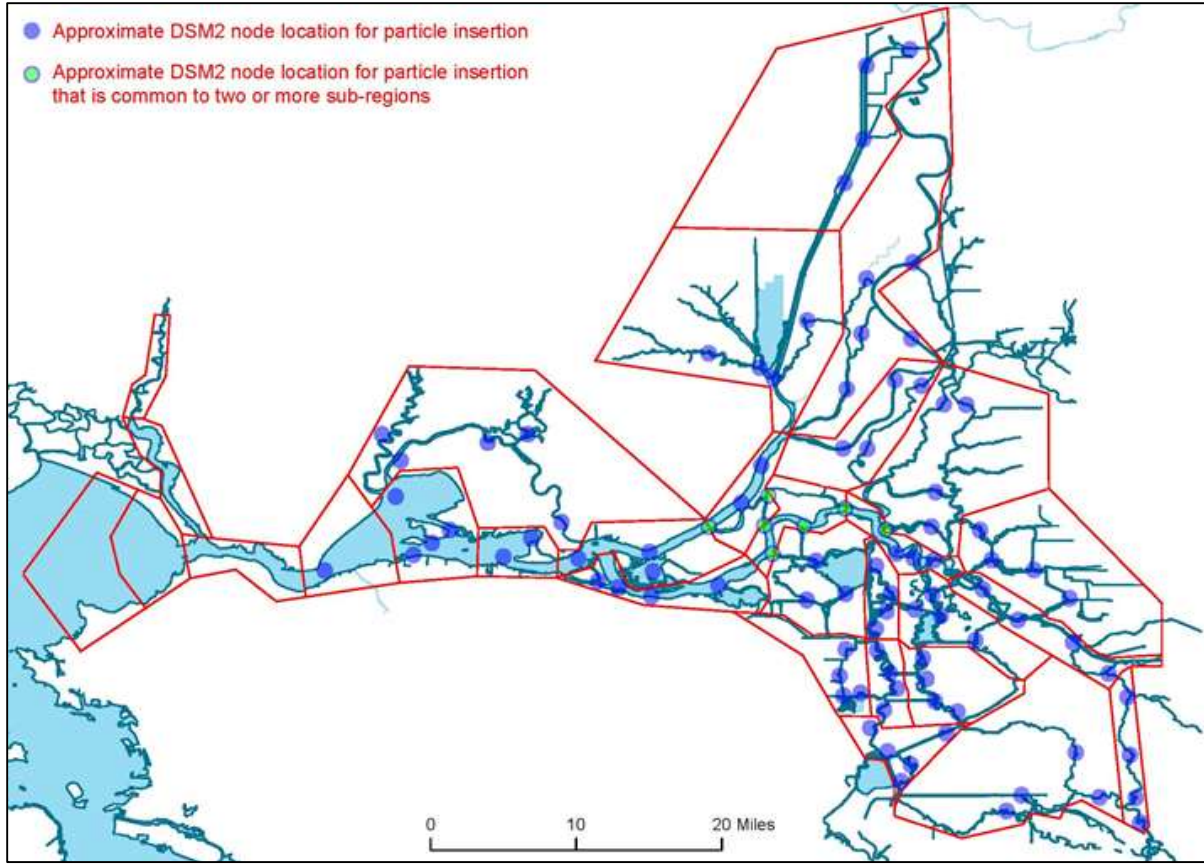 Approximate DSM2 node location for particle insertion
Approximate DSM2 node location for particle insertion
that is common to two or more sub-regions
0 10 20 Miles